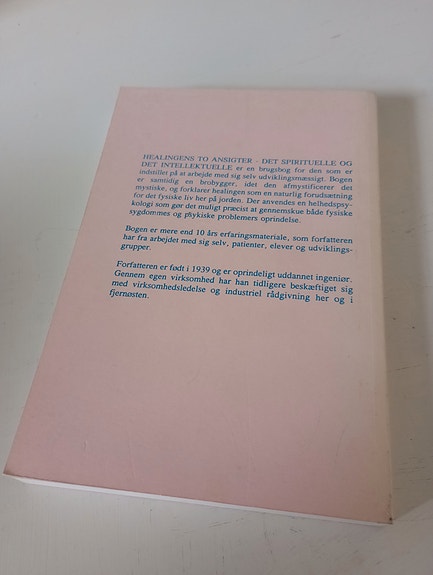 HEALINGENS TO ANSIGTER - DET SPIRITUELLE OG
DET INTELLEKTUELLE er en brugsbog for den som er
indstillet på at arbejde med sig selv udviklingsmæssigt. Bogen
er samtidig en brobygger, idet den afmystificerer det
mystiske, og forklarer healingen som en naturlig forudsætning
for det fysiske liv her på jorden. Der anvendes en helhedspsy-
kologi som gør det muligt præcist at gennemskue både fysiske
sygdommes og psykiske problemers oprindelse.
Bogen er mere end 10 års erfaringsmateriale, som forfatteren
har fra arbejdet med sig selv, patienter, elever og udviklings-
grupper.
Forfatteren er født i 1939 og er oprindeligt uddannet ingeniør.
Gennem egen virksomhed har han tidligere beskæftiget sig
med virksomhedsledelse og industriel rådgivning her og i
fjernøsten.